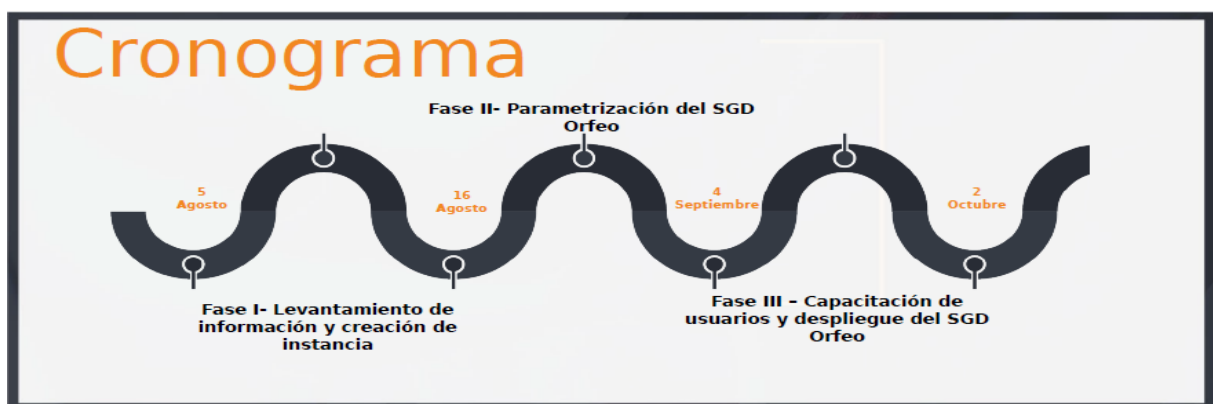 Cronograma
Fase II- Parametrización del SGD
Orfeo
5
Agosto
16
Agosto
4
Septiembre
2
Octubre
Fase I- Levantamiento de
información y creación de
instancia
Fase III – Capacitación de
usuarios y despliegue del SGD
Orfeo